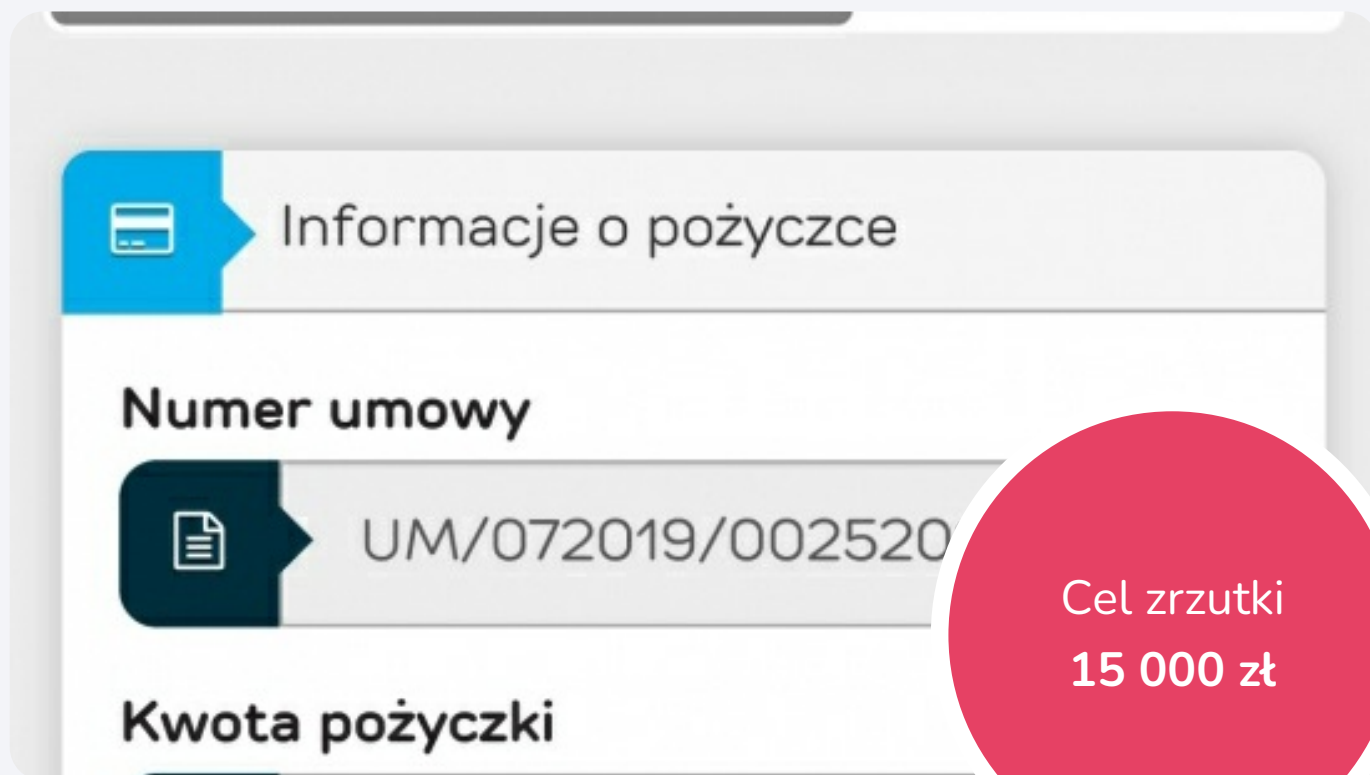 Informacje o pożyczce
Numer umowy
UM/072019/002520
Cel zrzutki
15 000 zł
Kwota pożyczki